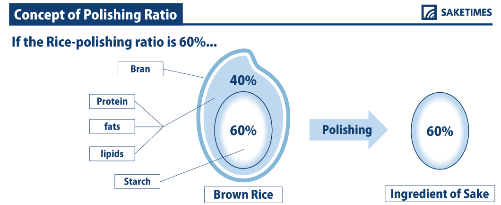 Concept of Polishing Ratio
SAKETIMES
If the Rice-polishing ratio is 60%...
Bran
40%
Protein
fats
60%
Polishing
60%
lipids
Starch
Brown Rice
Ingredient of Sake